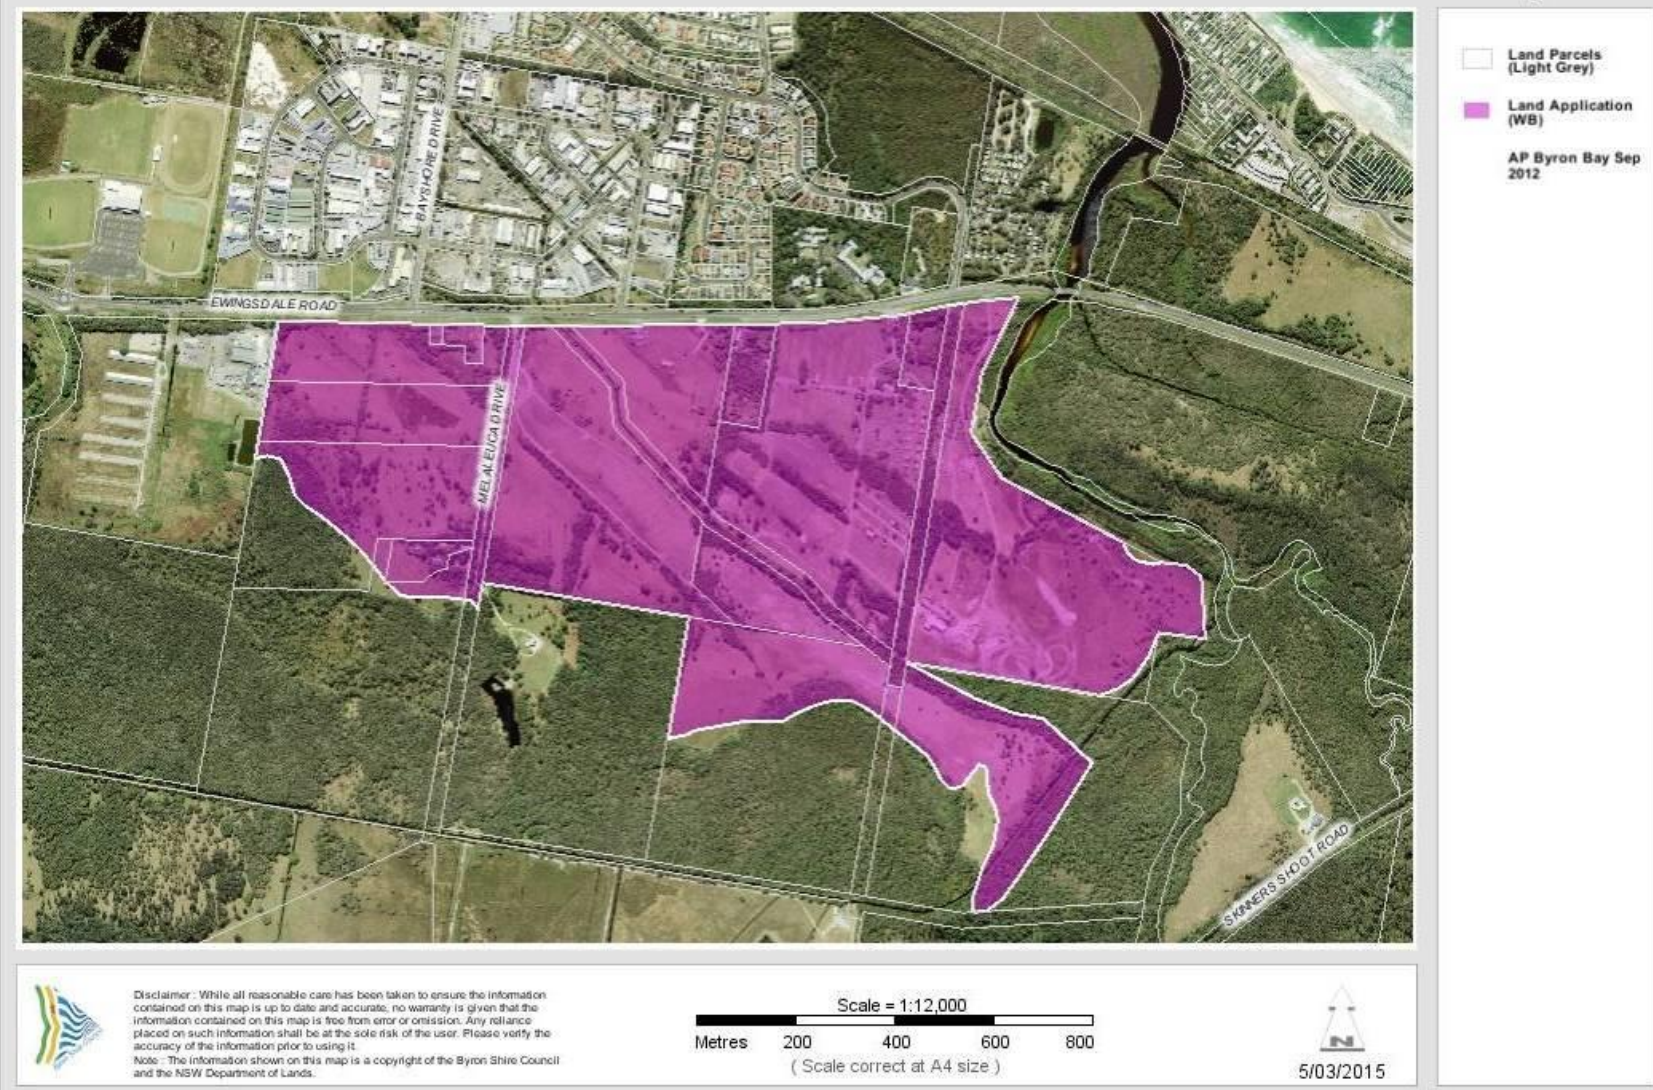 Land Parcels
(Light Grey)
Land Application
(WB)
AP Byron Bay Sep
2012
BAYSHORE DRIVE
EWINGSDALE ROAD
MELALEUCA DRIVE
SKINNERS SHOOT ROAD
Disclaimer : While all reasonable care has been taken to ensure the information
contained on this map is up to date and accurate, no warranty is given that the
information contained on this map is free from error or omission. Any reliance
placed on such information shall be at the sole risk of the user. Please verify the
accuracy of the information prior to using it.
Note : The information shown on this map is a copyright of the Byron Shire Council
and the NSW Department of Lands.
Scale = 1:12,000
Metres 200 400 600 800
( Scale correct at A4 size )
N
5/03/2015